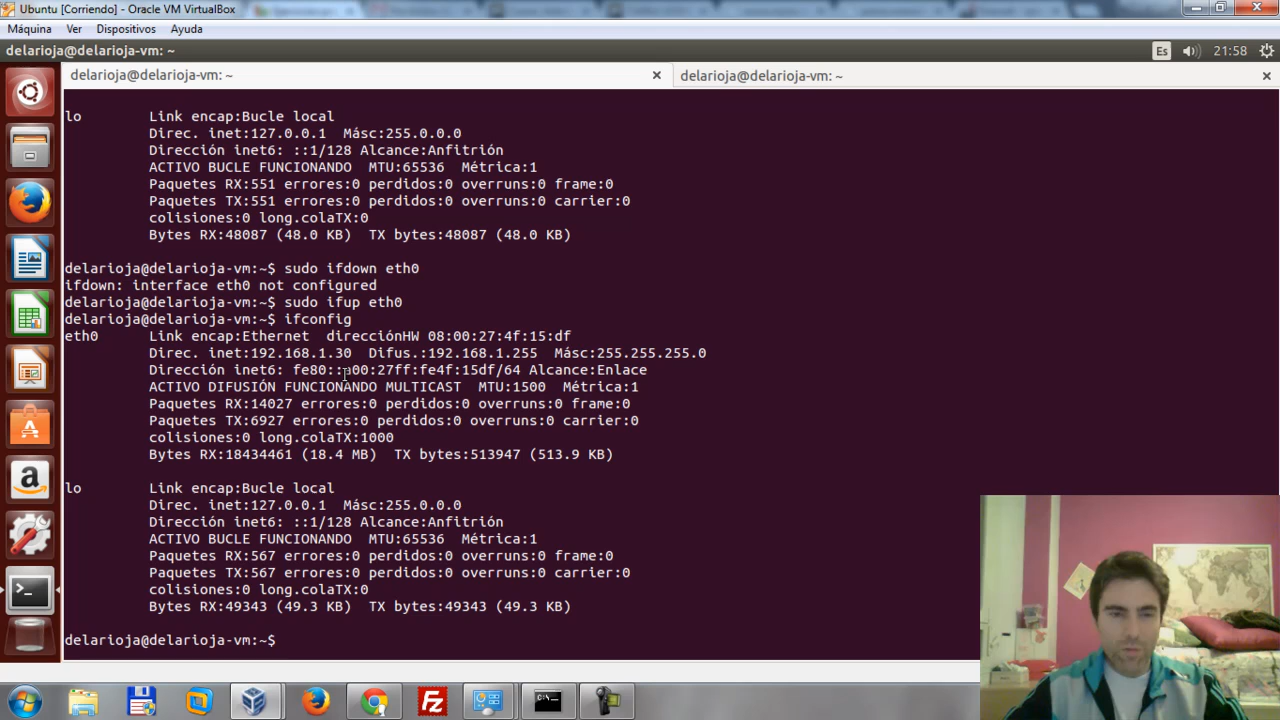 Ubuntu [Corriendo] - Oracle VM VirtualBox
Máquina Ver Dispositivos Ayuda
delarioja@delarioja-vm: ~
Es
21:58
delarioja@delarioja-vm: ~
delarioja@delarioja-vm: ~
lo Link encap:Bucle local
Direc. inet:127.0.0.1 Másc:255.0.0.0
Dirección inet6: ::1/128 Alcance:Anfitrión
ACTIVO BUCLE FUNCIONANDO MTU:65536 Métrica:1
Paquetes RX:551 errores:0 perdidos:0 overruns:0 frame:0
Paquetes TX:551 errores:0 perdidos:0 overruns:0 carrier:0
colisiones:0 long.colaTX:0
Bytes RX:48087 (48.0 KB) TX bytes:48087 (48.0 KB)
delarioja@delarioja-vm:~$ sudo ifdown eth0
ifdown: interface eth0 not configured
delarioja@delarioja-vm:~$ sudo ifup eth0
delarioja@delarioja-vm:~$ ifconfig
eth0 Link encap:Ethernet direcciónHW 08:00:27:4f:15:df
Direc. inet:192.168.1.30 Difus.:192.168.1.255 Másc:255.255.255.0
Dirección inet6: fe80::a00:27ff:fe4f:15df/64 Alcance:Enlace
ACTIVO DIFUSIÓN FUNCIONANDO MULTICAST MTU:1500 Métrica:1
Paquetes RX:14027 errores:0 perdidos:0 overruns:0 frame:0
Paquetes TX:6927 errores:0 perdidos:0 overruns:0 carrier:0
colisiones:0 long.colaTX:1000
Bytes RX:18434461 (18.4 MB) TX bytes:513947 (513.9 KB)
lo Link encap:Bucle local
Direc. inet:127.0.0.1 Másc:255.0.0.0
Dirección inet6: ::1/128 Alcance:Anfitrión
ACTIVO BUCLE FUNCIONANDO MTU:65536 Métrica:1
Paquetes RX:567 errores:0 perdidos:0 overruns:0 frame:0
Paquetes TX:567 errores:0 perdidos:0 overruns:0 carrier:0
colisiones:0 long.colaTX:0
Bytes RX:49343 (49.3 KB) TX bytes:49343 (49.3 KB)
delarioja@delarioja-vm:~$